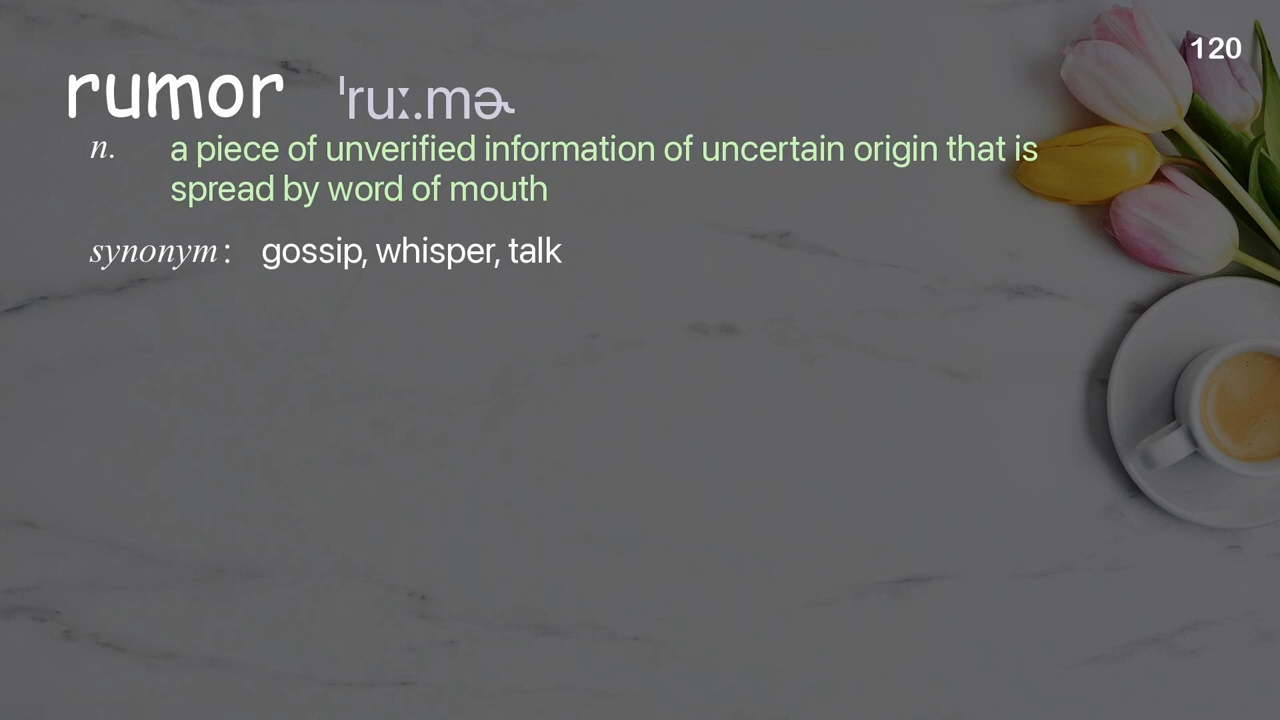 120
rumor ˈruː.mɚ
n. a piece of unverified information of uncertain origin that is
spread by word of mouth
synonym : gossip, whisper, talk